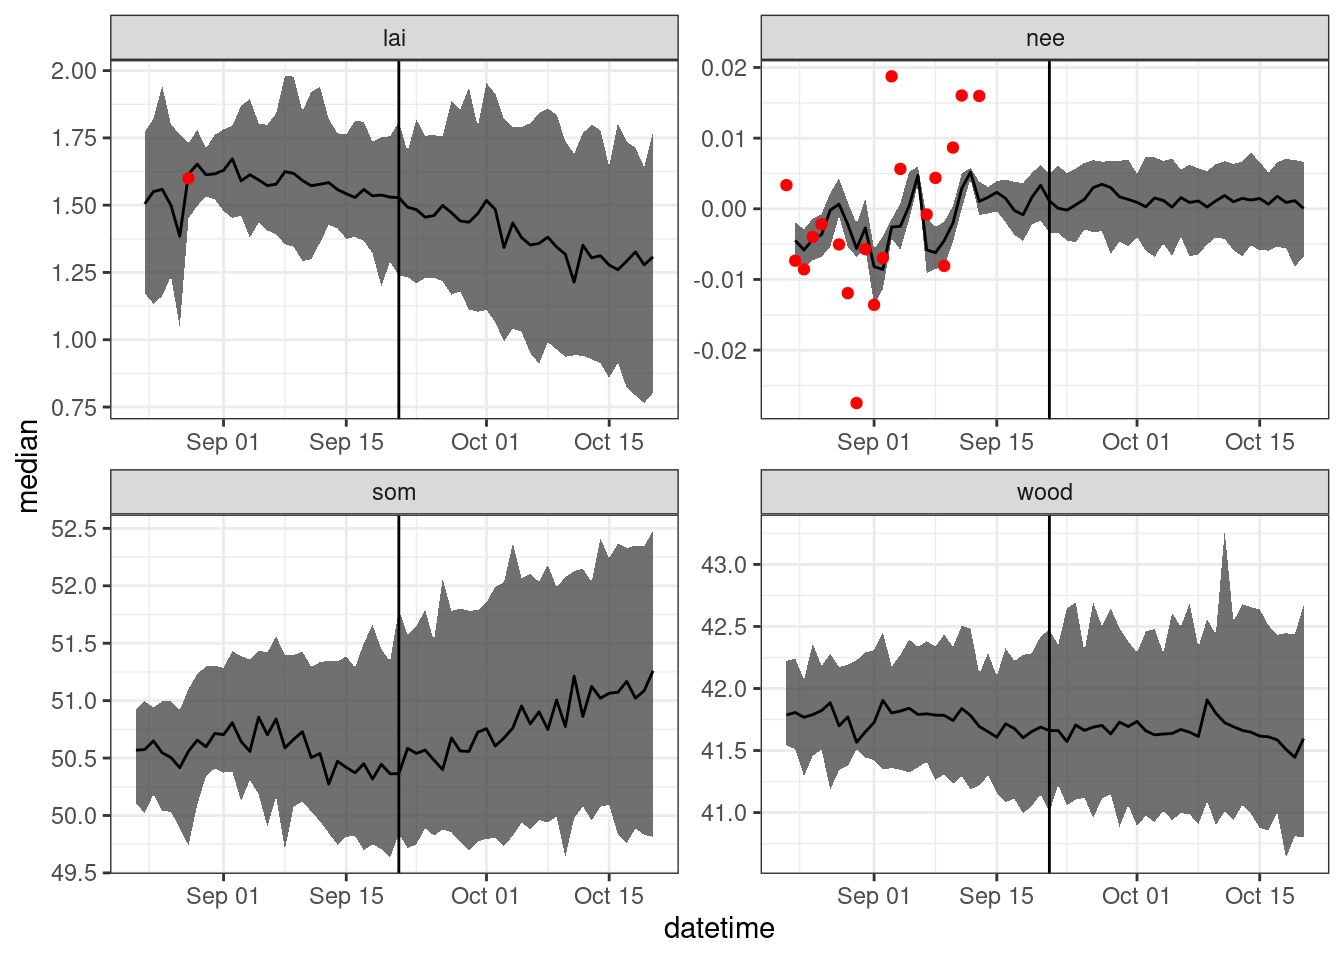 lai
nee
2.00
1.75
1.50
1.25
1.00
0.75
0.02
0.01
0.00
-0.01
-0.02
Sep 01 Sep 15 Oct 01 Oct 15
Sep 01 Sep 15 Oct 01 Oct 15
median
som
wood
52.5
52.0
51.5
51.0
50.5
50.0
49.5
43.0
42.5
42.0
41.5
41.0
Sep 01 Sep 15 Oct 01 Oct 15
Sep 01 Sep 15 Oct 01 Oct 15
datetime